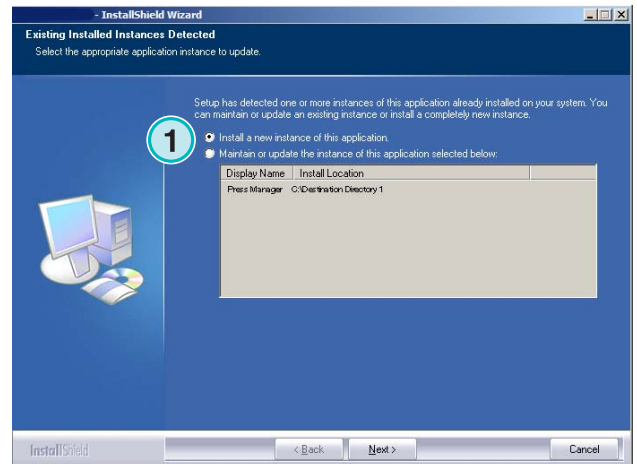 - InstallShield Wizard
Existing Installed Instances Detected
Select the appropriate application instance to update.
Setup has detected one or more instances of this application already installed on your system. You
can maintain or update an existing instance or install a completely new instance.
1
Install a new instance of this application.
Maintain or update the instance of this application selected below:
Display Name Install Location
Press Manager C:\Destination Directory 1
InstallShield < Back Next > Cancel